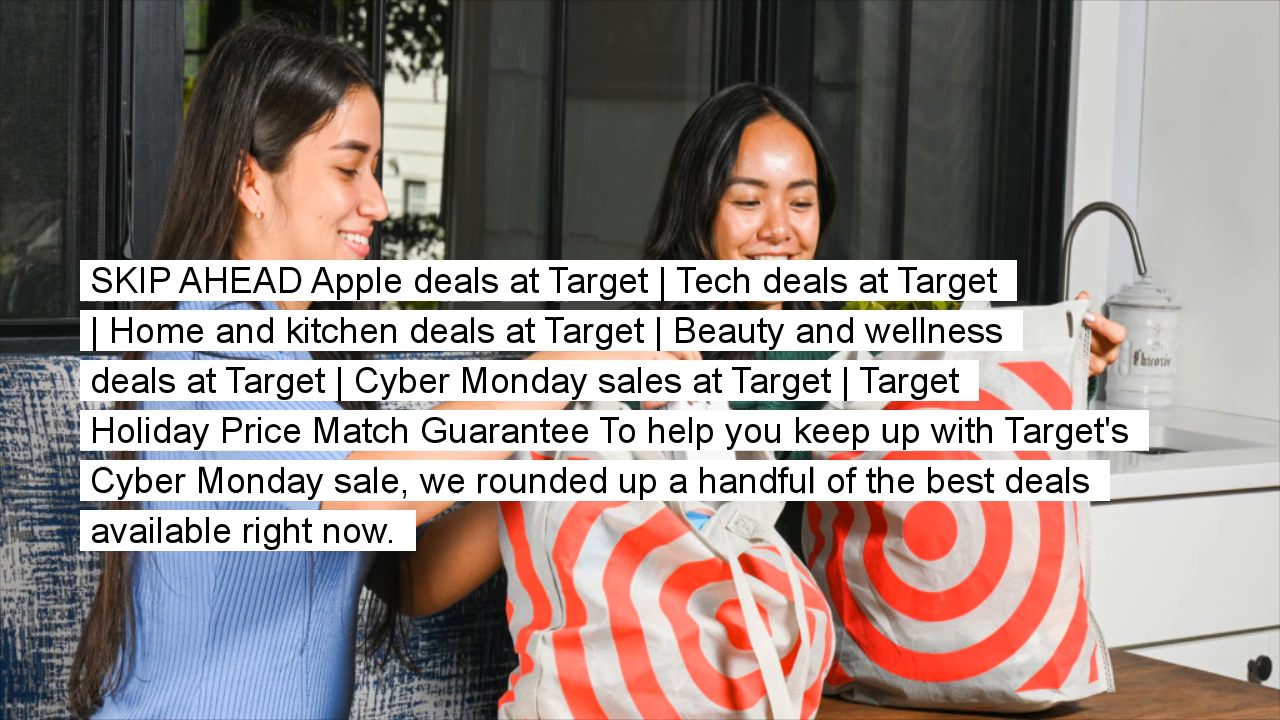 SKIP AHEAD Apple deals at Target | Tech deals at Target
| Home and kitchen deals at Target | Beauty and wellness
deals at Target | Cyber Monday sales at Target | Target
Holiday Price Match Guarantee To help you keep up with Target's
Cyber Monday sale, we rounded up a handful of the best deals
available right now.